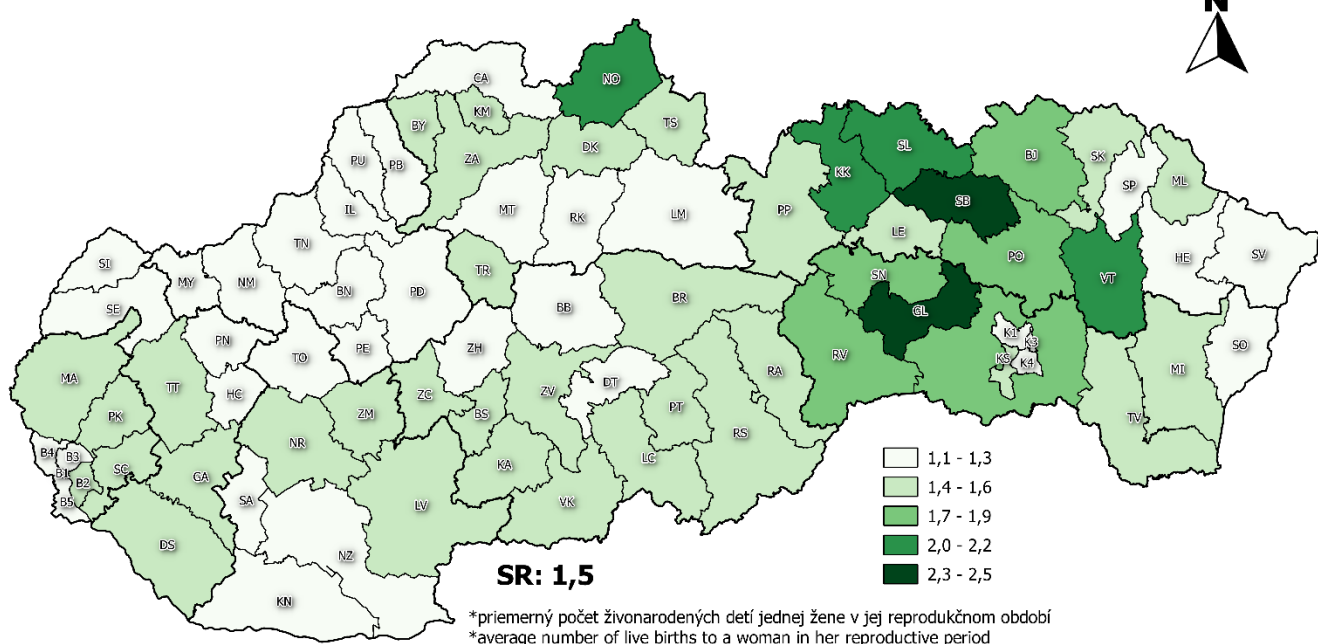 N
CA
NO
KM
BY
TS
ZA
DK
PU
PB
SL
BJ
SK
KK
SP
ML
IL
MT
RK
LM
PP
SB
TN
LE
PO
HE
SV
SI
MY
NM
BN
PD
TR
SN
VT
SE
BB
BR
GL
PN
TO
PE
ZH
K1
K3
SO
KS
K4
RV
MA
TT
HC
ZC
DT
RA
MI
PK
ZM
BS
ZV
PT
TV
NR
RS
B4
B3
B1
SC
B2
B5
GA
SA
KA
LC
LV
VK
DS
NZ
KN
1,1 - 1,3
1,4 - 1,6
1,7 - 1,9
2,0 - 2,2
2,3 - 2,5
SR: 1,5
*priemerný počet živonarodených detí jednej žene v jej reprodukčnom období
*average number of live births to a woman in her reproductive period